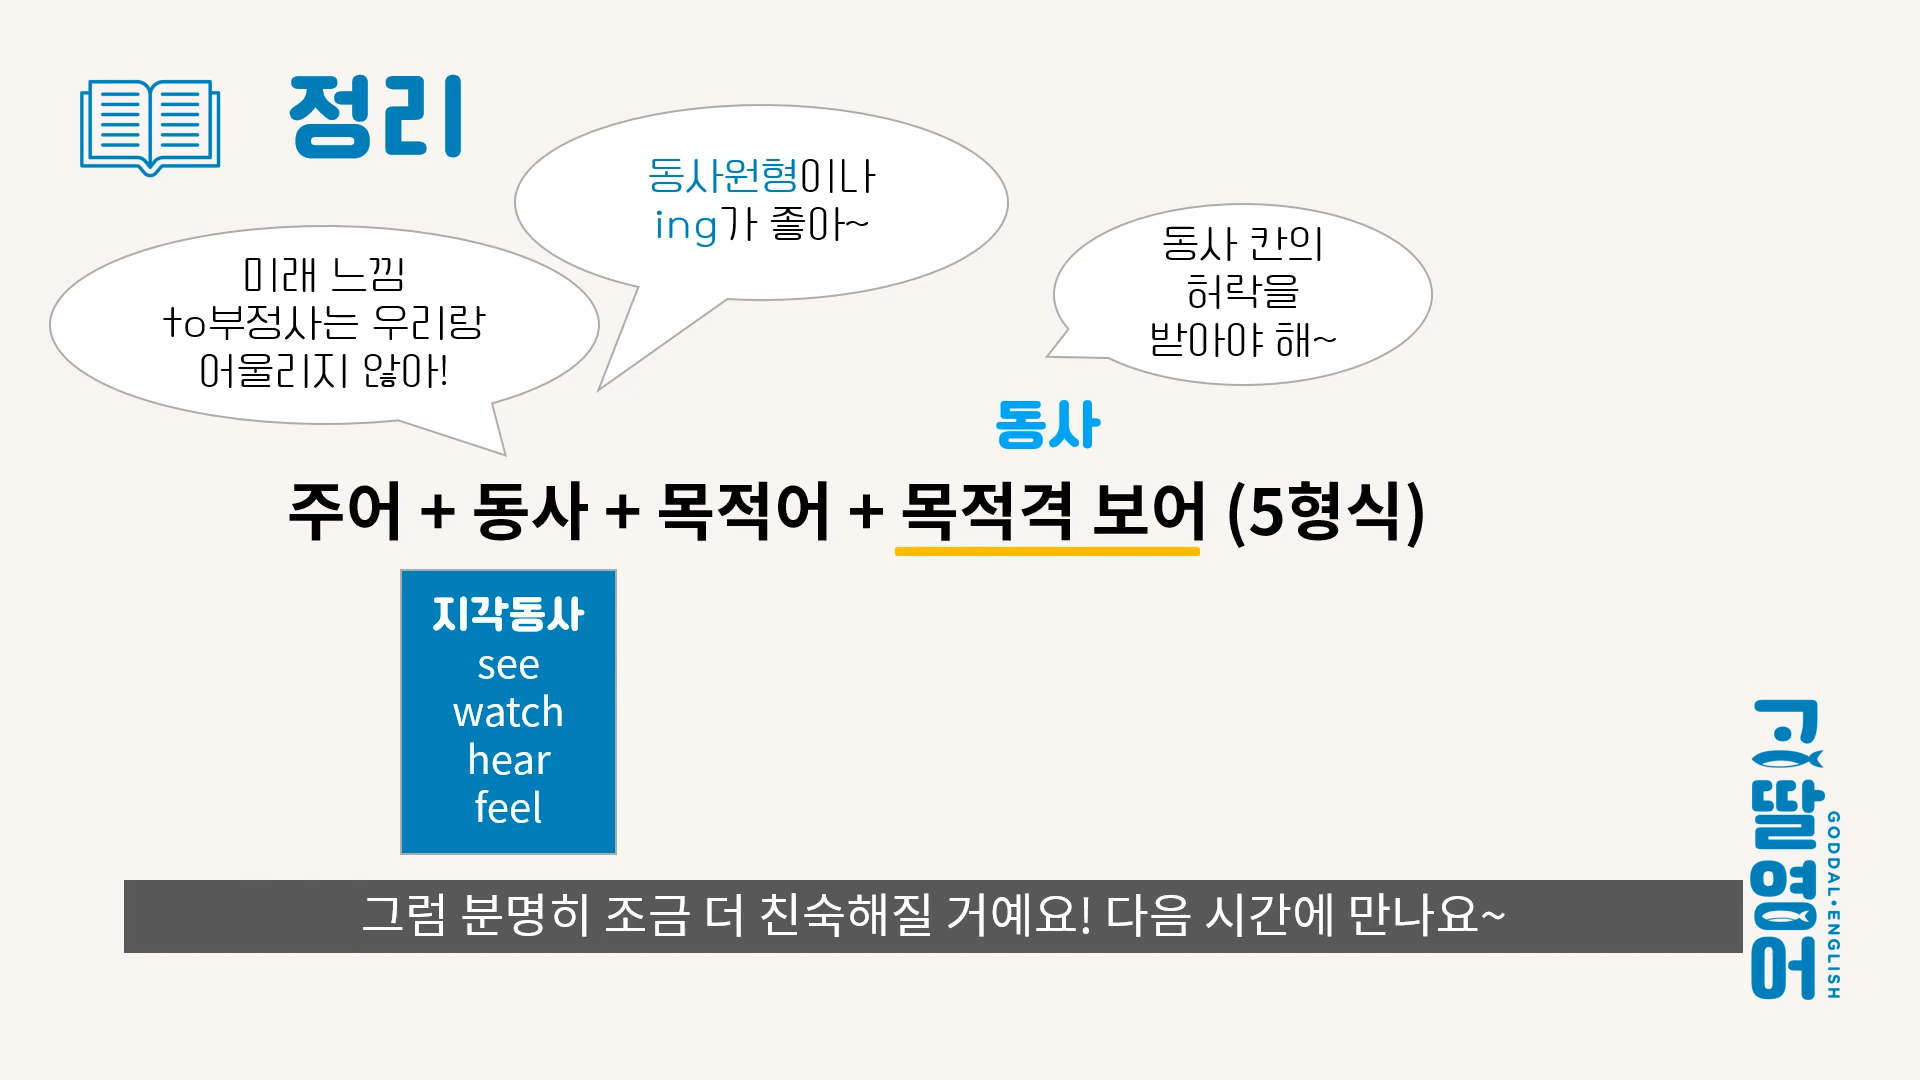 정리
동사원형이나
ing가 좋아~
미래 느낌
to부정사는 우리랑
어울리지 않아!
동사 칸의
허락을
받아야 해~
동사
주어 + 동사 + 목적어 + 목적격 보어 (5형식)
지각동사
see
watch
hear
feel
그럼 분명히 조금 더 친숙해질 거예요! 다음 시간에 만나요~
고딸영어
GODDAL•ENGLISH